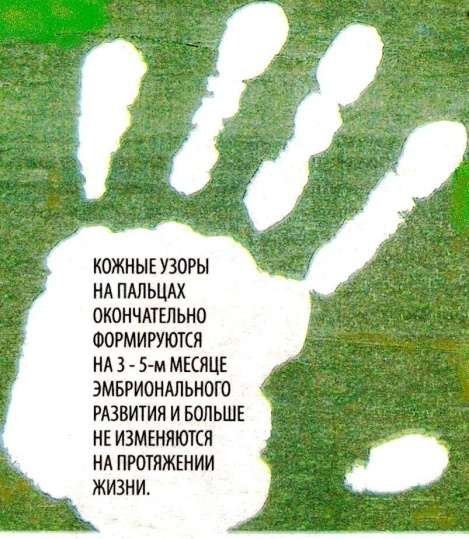 КОЖНЫЕ УЗОРЫ
НА ПАЛЬЦАХ
ОКОНЧАТЕЛЬНО
ФОРМИРУЮТСЯ
НА 3 - 5-м МЕСЯЦЕ
ЭМБРИОНАЛЬНОГО
РАЗВИТИЯ И БОЛЬШЕ
НЕ ИЗМЕНЯЮТСЯ
НА ПРОТЯЖЕНИИ
ЖИЗНИ.